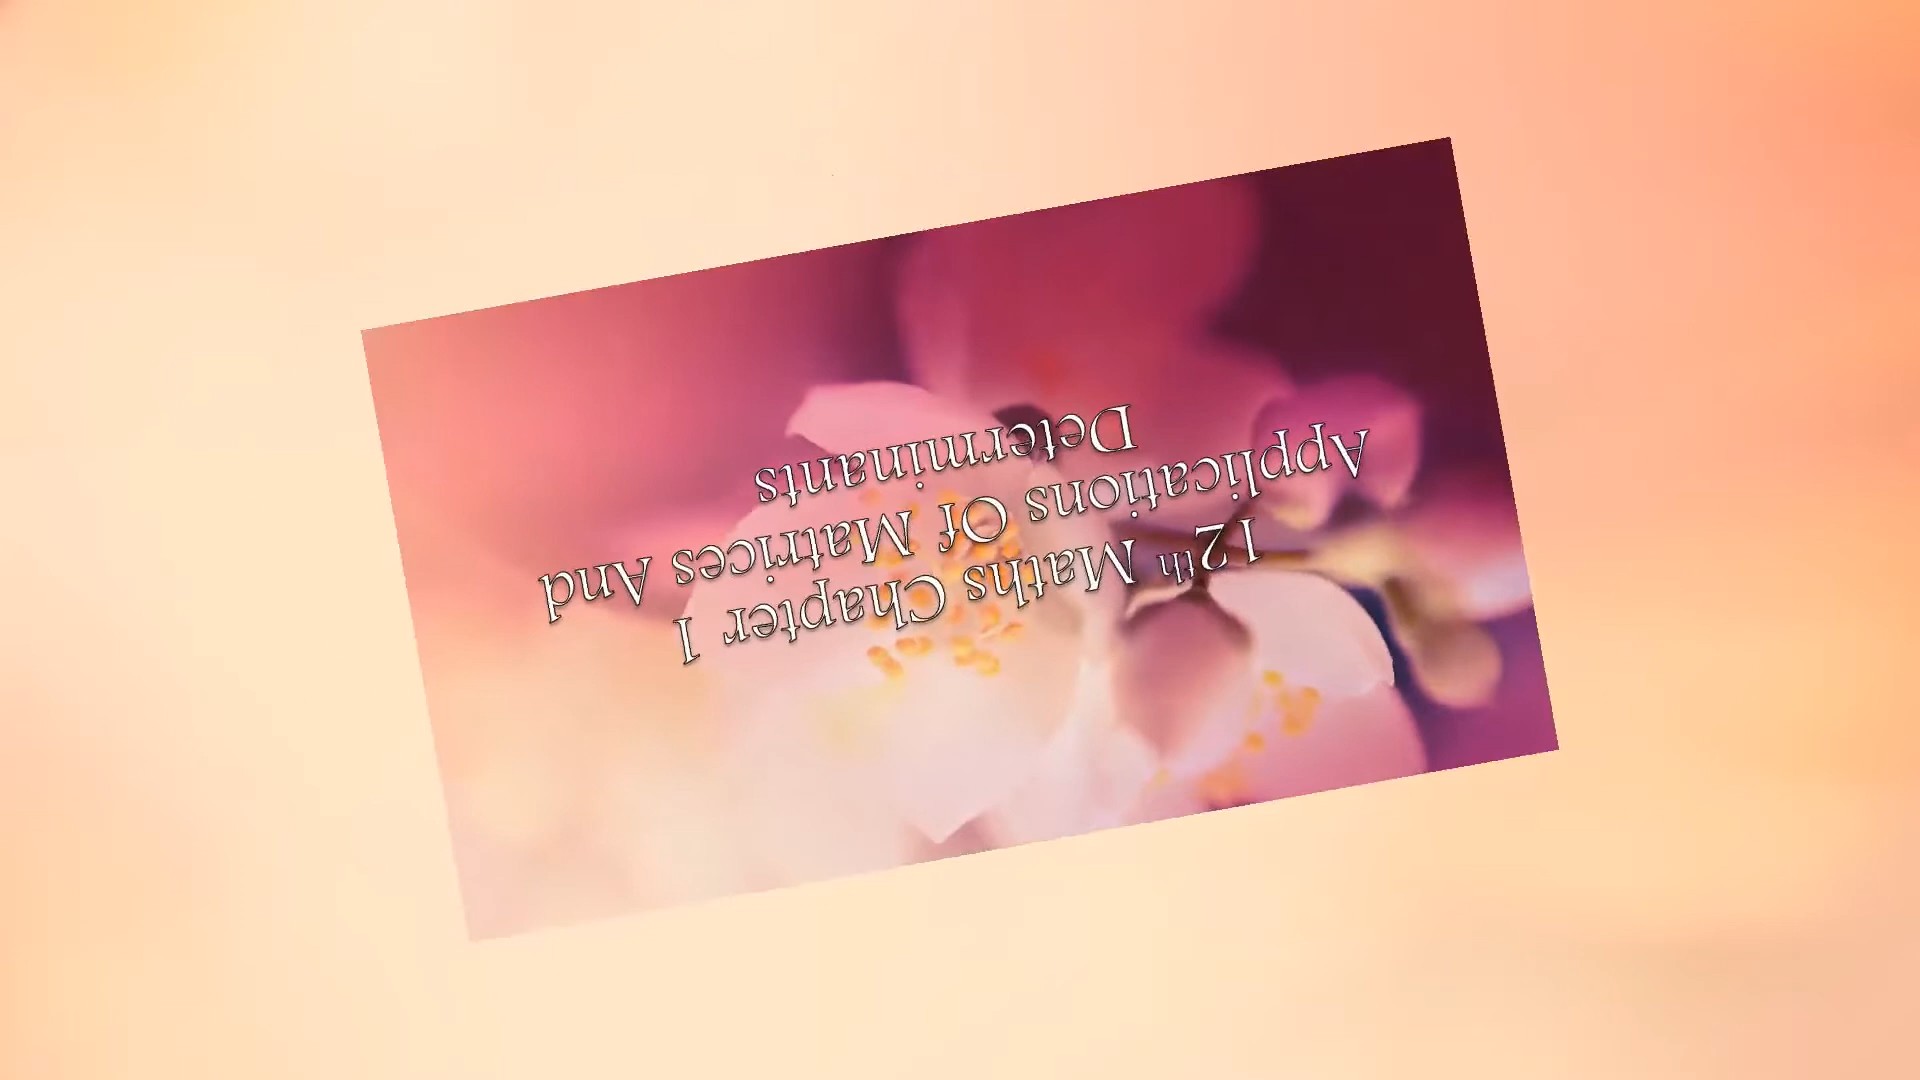 12th Maths Chapter 1
Applications Of Matrices And
Determinants